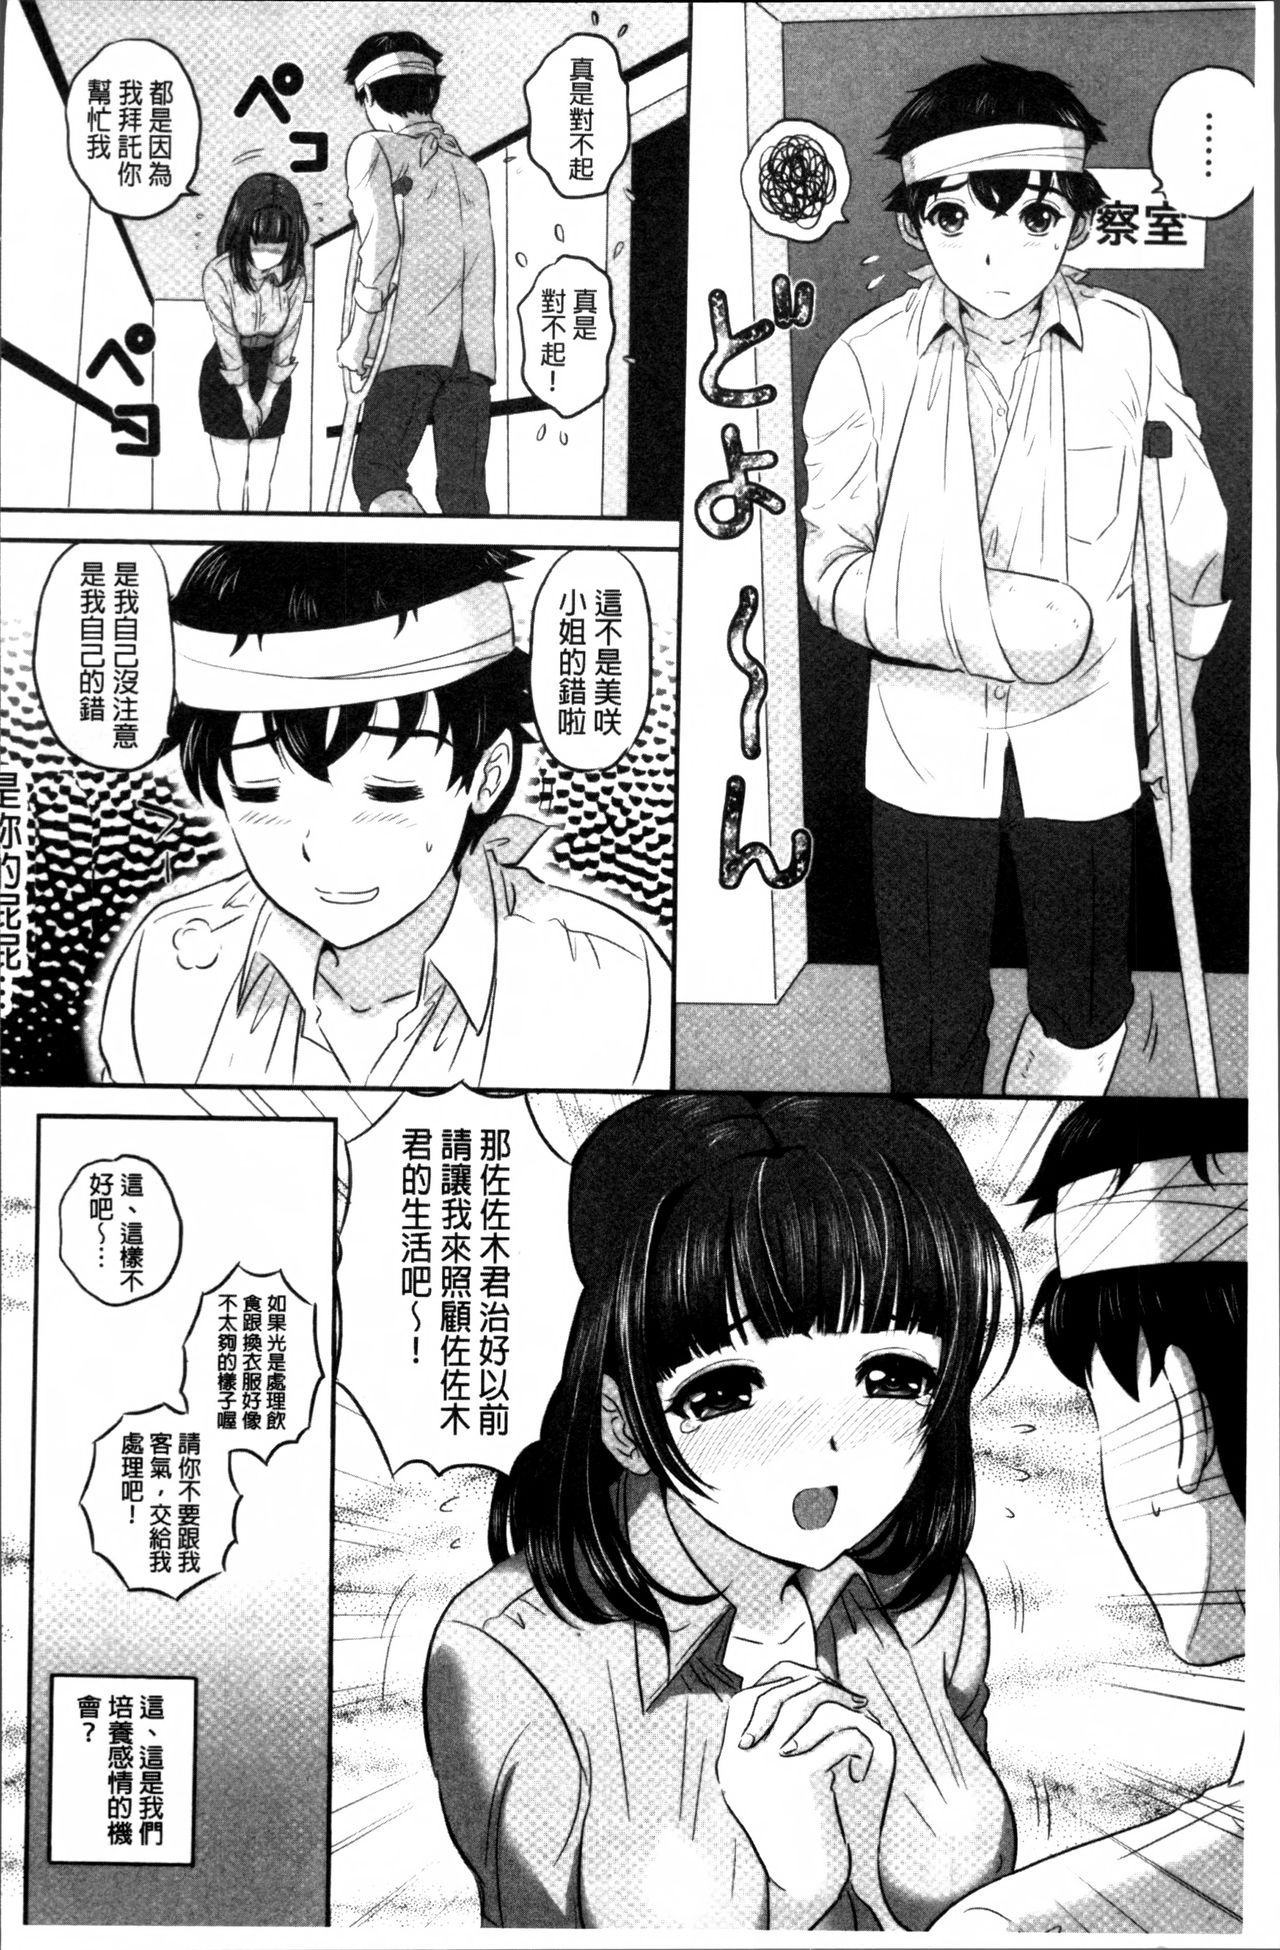 ⋯⋯
察室
どよ〜ん
真是對不起
真是
對不起！
都是因為
我拜託你
幫忙我
ペコ
ペコ
這不是美咲
小姐的錯啦
是我自己沒注意
是我自己的錯
是妳的屁屁…
那佐佐木君治好以前
請讓我來照顧佐佐木
君的生活吧～！
這、這樣不
好吧～…
如果光是處理飲
食跟換衣服好像
不太夠的樣子喔
請你不要跟我
客氣，交給我
處理吧！
這、這是我們
培養感情的機
會？